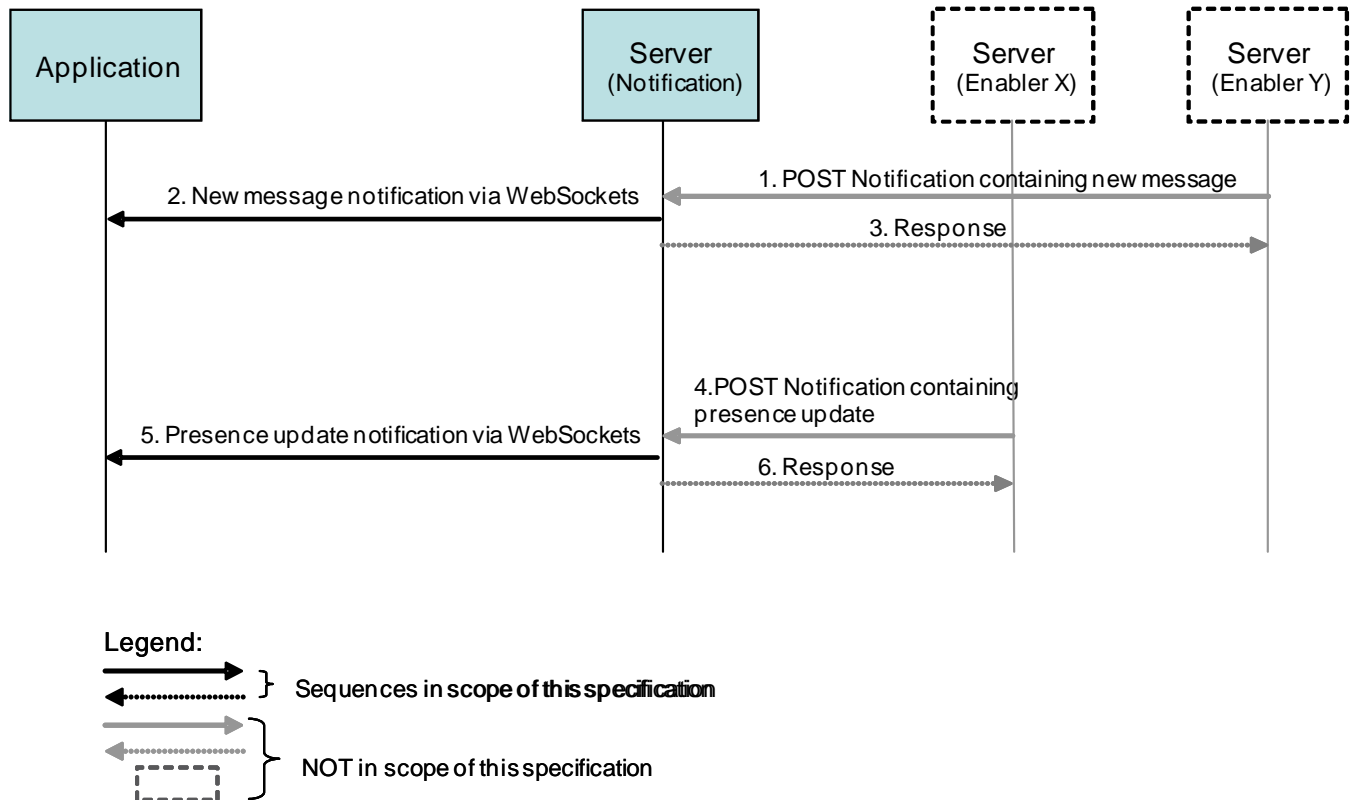 Application
Server
(Notification)
Server
(Enabler X)
Server
(Enabler Y)
1. POST Notification containing new message
2. New message notification via WebSockets
3. Response
4.POST Notification containing
presence update
5. Presence update notification via WebSockets
6. Response
Legend:
Sequences in scope of this specification
NOT in scope of this specification